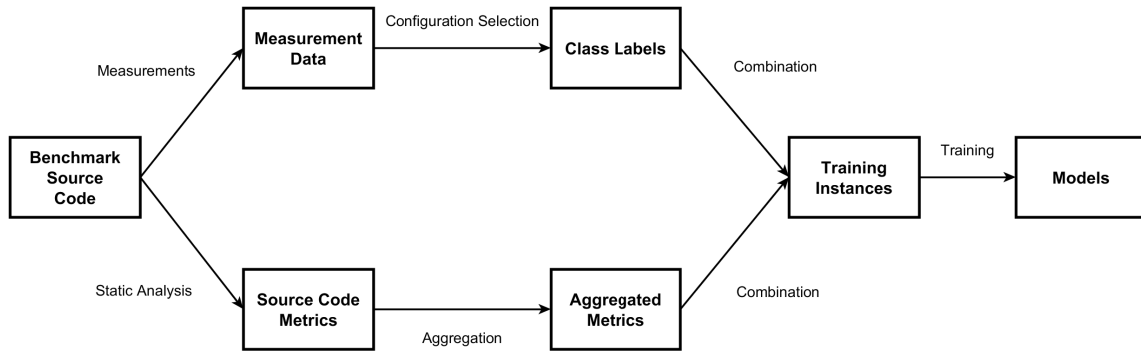 Configuration Selection
Measurement
Data
Class Labels
Measurements
Combination
Benchmark
Source
Code
Training
Instances
Training
Models
Static Analysis
Source Code
Metrics
Aggregation
Aggregated
Metrics
Combination